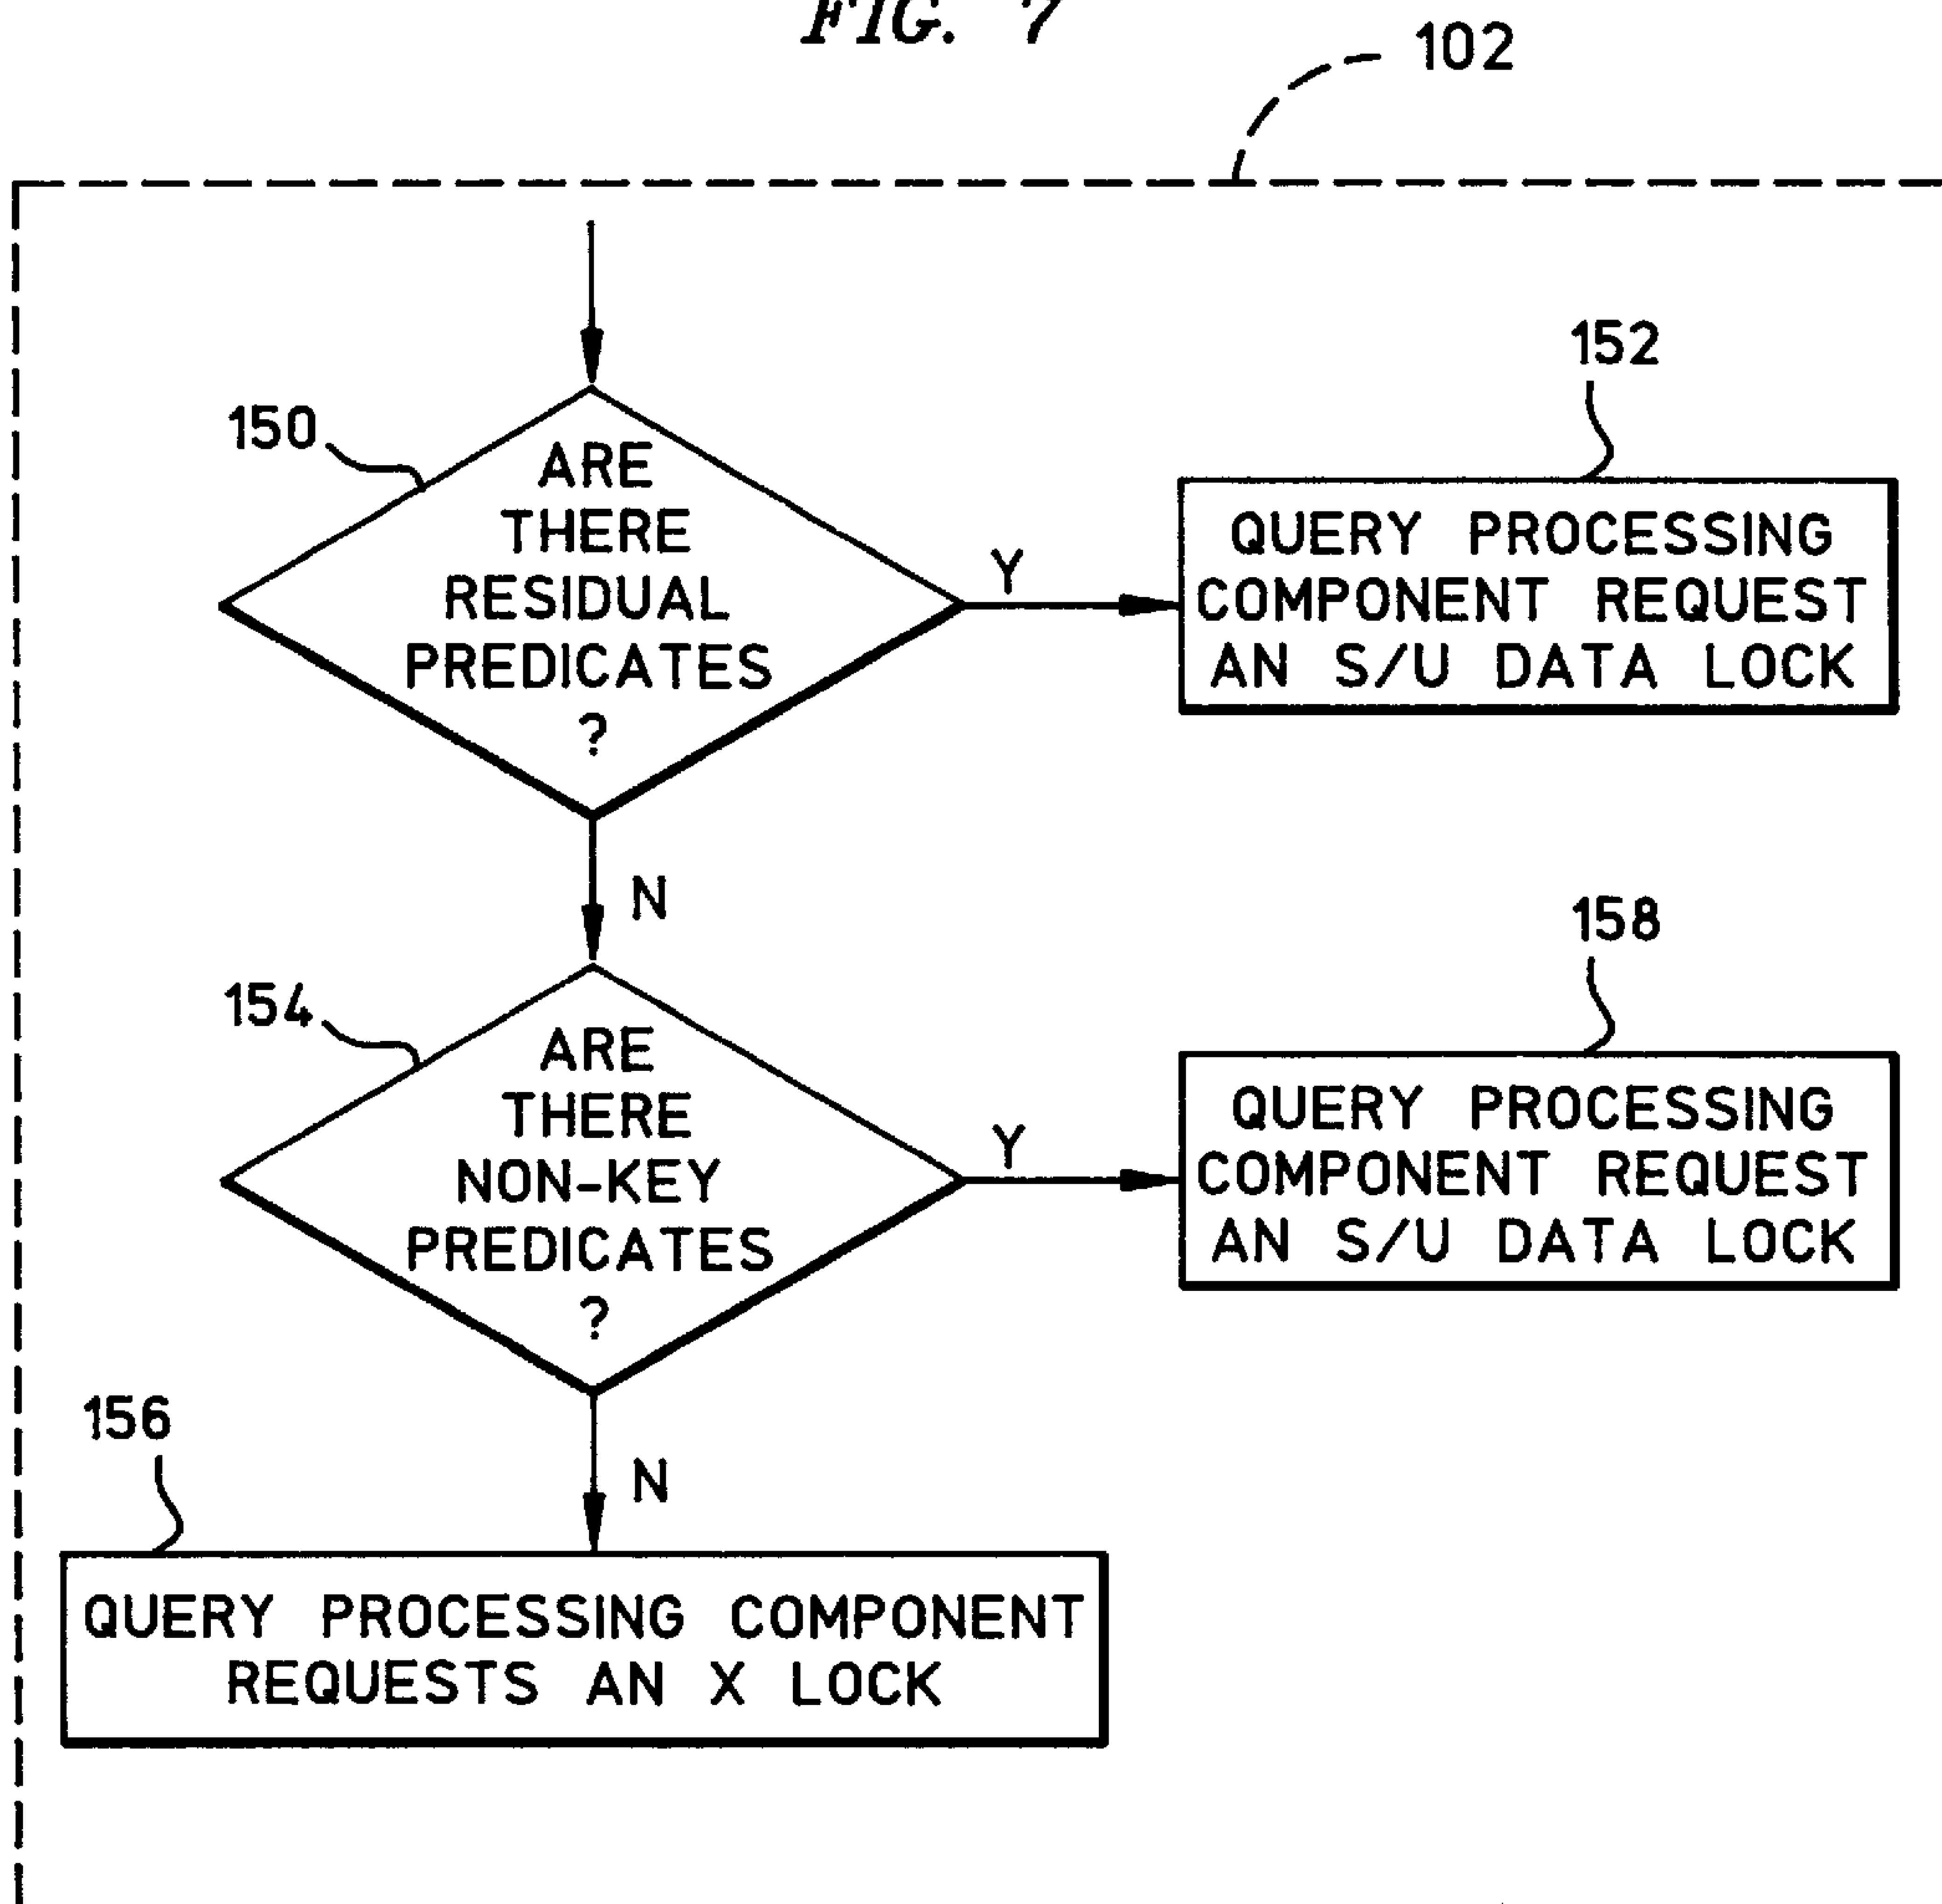 FIG. 7
102
150
ARE
THERE
RESIDUAL
PREDICATES
?
Y
152
QUERY PROCESSING
COMPONENT REQUEST
AN S/U DATA LOCK
N
154
ARE
THERE
NON-KEY
PREDICATES
?
Y
158
QUERY PROCESSING
COMPONENT REQUEST
AN S/U DATA LOCK
N
156
QUERY PROCESSING COMPONENT
REQUESTS AN X LOCK